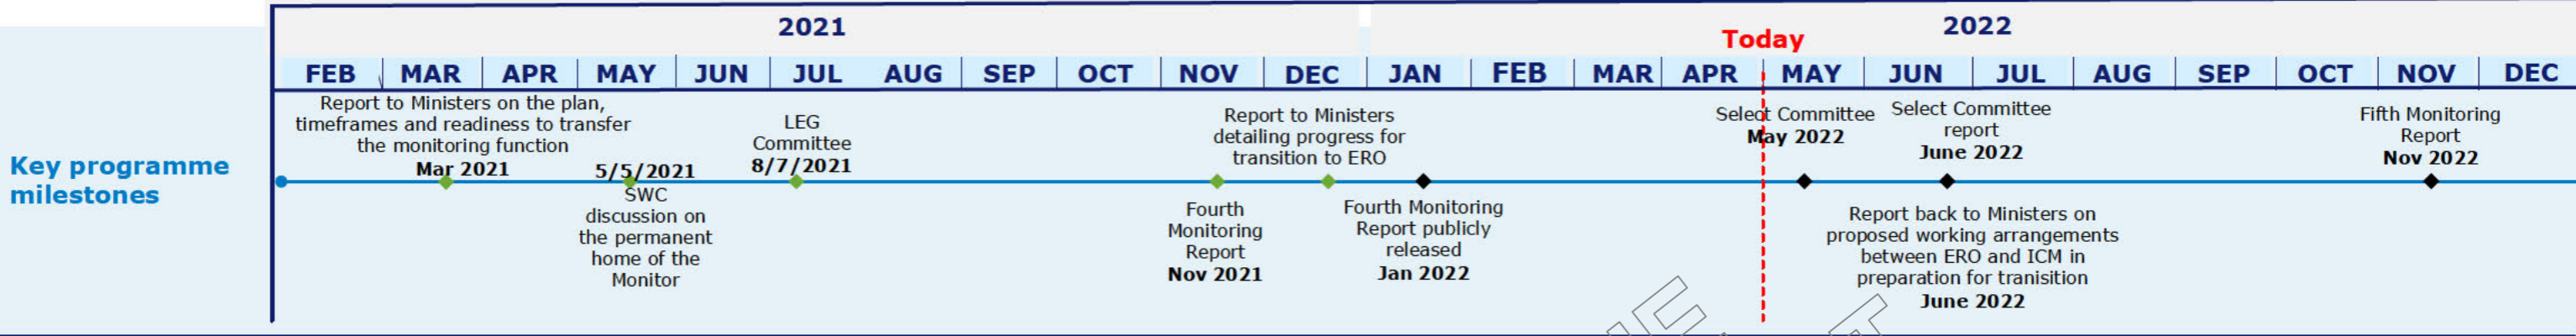 2021
2022
Today
FEB MAR APR MAY JUN JUL AUG SEP OCT NOV DEC JAN FEB MAR APR MAY JUN JUL AUG SEP OCT NOV DEC
Key programme
milestones
Report to Ministers on the plan,
timeframes and readiness to transfer
the monitoring function
Mar 2021
5/5/2021
SWC
discussion on
the permanent
home of the
Monitor
LEG
Committee
8/7/2021
Fourth
Monitoring
Report
Nov 2021
Report to Ministers
detailing progress for
transition to ERO
Fourth Monitoring
Report publicly
released
Jan 2022
Select Committee
May 2022
Select Committee
report
June 2022
Report back to Ministers on
proposed working arrangements
between ERO and ICM in
preparation for transition
June 2022
Fifth Monitoring
Report
Nov 2022